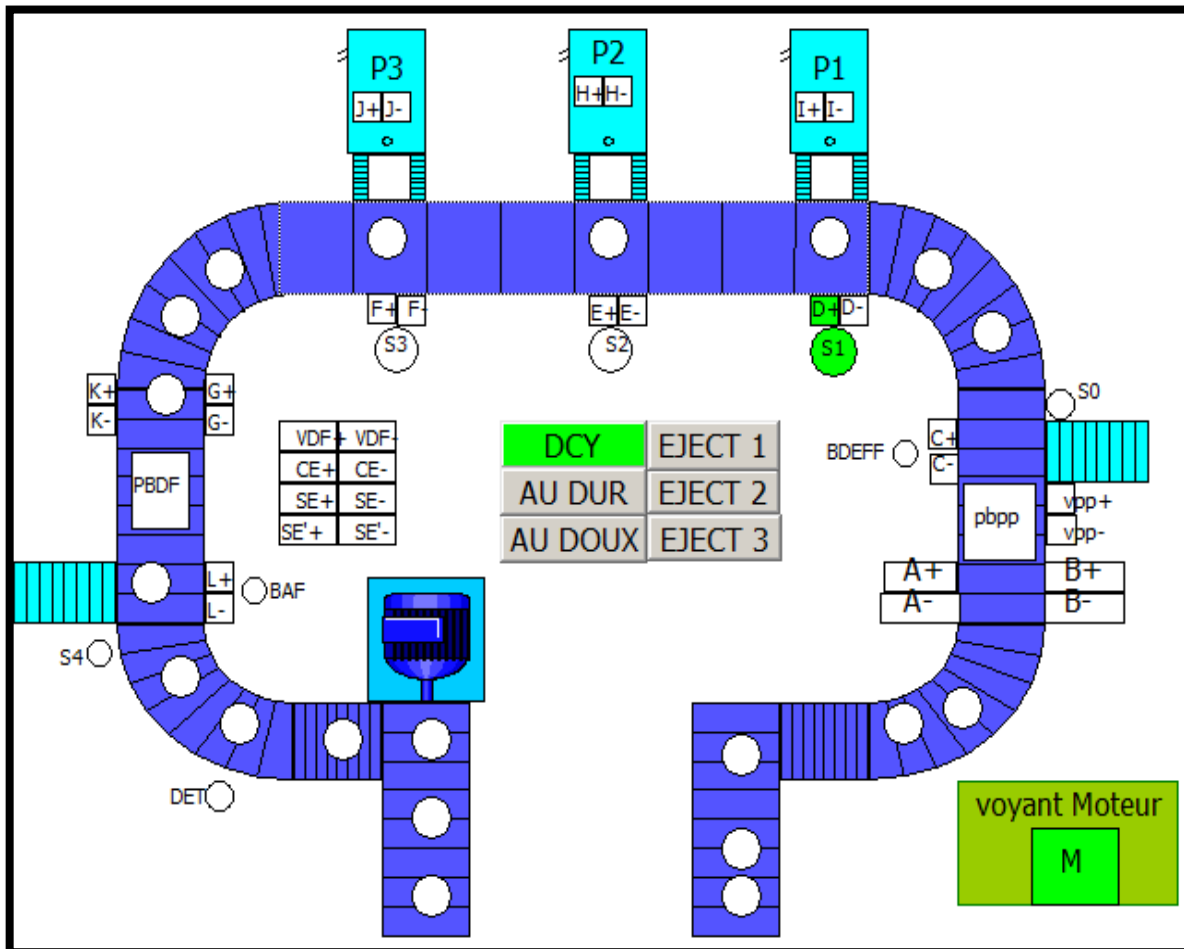 P3
P2
P1
J+ J-
H+ H-
I+ I-
F+ F-
E+ E-
D+ D-
S3
S2
S1
K+
K-
G+
G-
S0
VDF+ VDF-
CE+ CE-
SE+ SE-
SE'+ SE'-
DCY EJECT 1
AU DUR EJECT 2
AU DOUX EJECT 3
BDEFF
C+
C-
PBDF
pbpp
vpp+
vpp-
A+ B+
A- B-
L+
L-
BAF
S4
DET
voyant Moteur
M